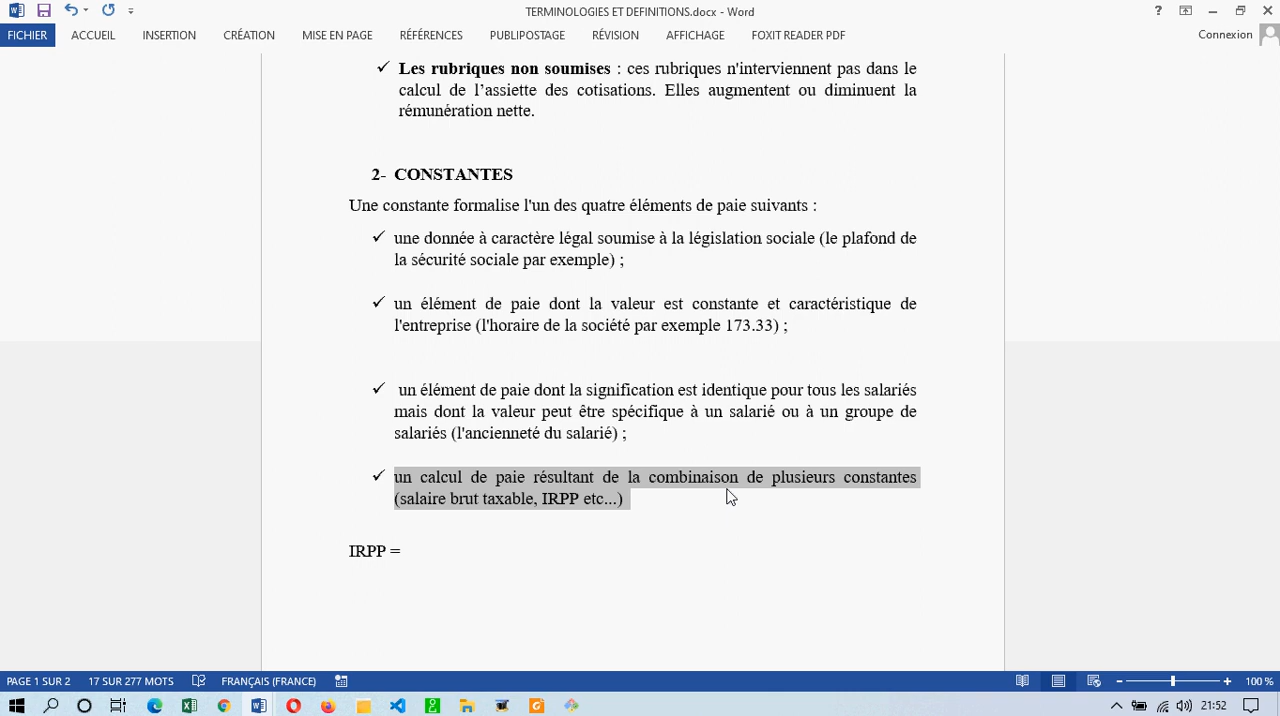 TERMINOLOGIES ET DEFINITIONS.docx - Word
?
FICHIER ACCUEIL INSERTION CRÉATION MISE EN PAGE RÉFÉRENCES PUBLIPOSTAGE RÉVISION AFFICHAGE FOXIT READER PDF Connexion
✓ Les rubriques non soumises : ces rubriques n'interviennent pas dans le
calcul de l’assiette des cotisations. Elles augmentent ou diminuent la
rémunération nette.
2- CONSTANTES
Une constante formalise l'un des quatre éléments de paie suivants :
✓ une donnée à caractère légal soumise à la législation sociale (le plafond de
la sécurité sociale par exemple) ;
✓ un élément de paie dont la valeur est constante et caractéristique de
l'entreprise (l'horaire de la société par exemple 173.33) ;
✓ un élément de paie dont la signification est identique pour tous les salariés
mais dont la valeur peut être spécifique à un salarié ou à un groupe de
salariés (l'ancienneté du salarié) ;
✓ un calcul de paie résultant de la combinaison de plusieurs constantes
(salaire brut taxable, IRPP etc...)
IRPP =
PAGE 1 SUR 2 17 SUR 277 MOTS FRANÇAIS (FRANCE) 100 %
21:52